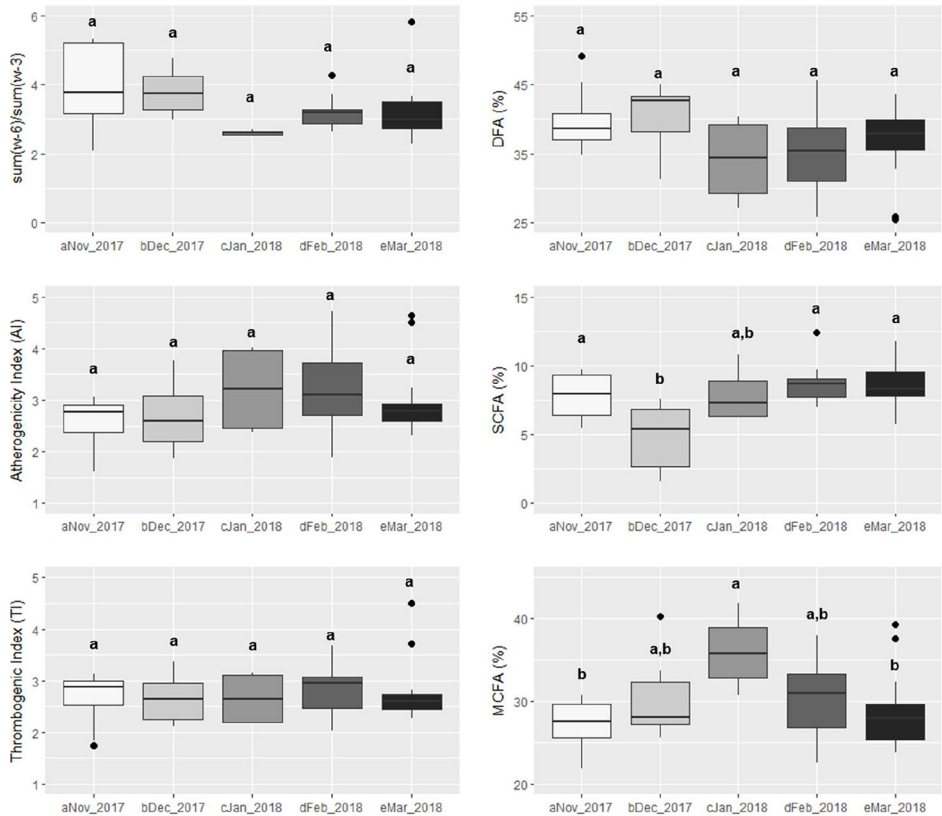 sum(w-6)/sum(w-3)
6
4
2
0
a a a a a
aNov_2017 bDec_2017 cJan_2018 dFeb_2018 eMar_2018
DFA (%)
55
45
35
25
a a a a a
aNov_2017 bDec_2017 cJan_2018 dFeb_2018 eMar_2018
Atherogenicity Index (AI)
5
4
3
2
1
a a a a a
aNov_2017 bDec_2017 cJan_2018 dFeb_2018 eMar_2018
SCFA (%)
15
10
5
0
a b a,b a a
aNov_2017 bDec_2017 cJan_2018 dFeb_2018 eMar_2018
Thrombogenic Index (TI)
5
4
3
2
1
a a a a a
aNov_2017 bDec_2017 cJan_2018 dFeb_2018 eMar_2018
MCFA (%)
40
30
20
b a,b a a,b b
aNov_2017 bDec_2017 cJan_2018 dFeb_2018 eMar_2018